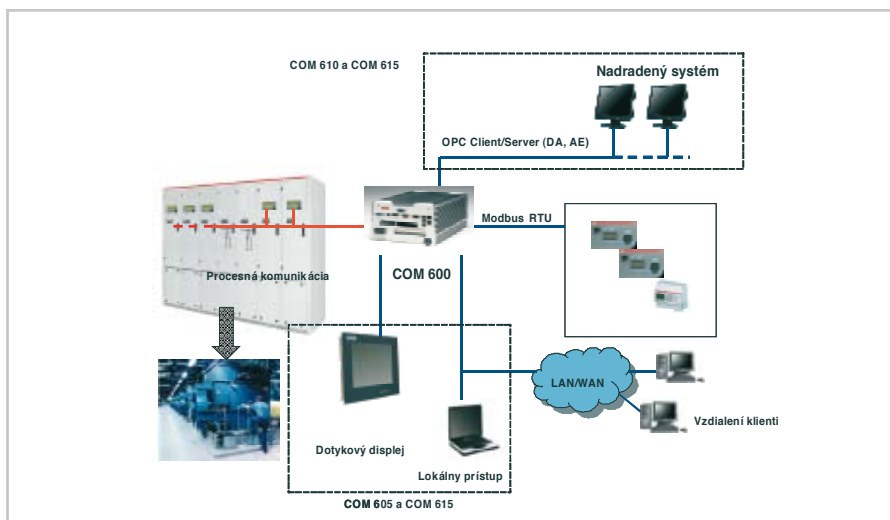 COM 610 a COM 615
Nadradený systém
OPC Client/Server (DA, AE)
Modbus RTU
Procesná komunikácia
COM 600
LAN/WAN
Vzdialení klienti
Dotykový displej
Lokálny prístup
COM 605 a COM 615